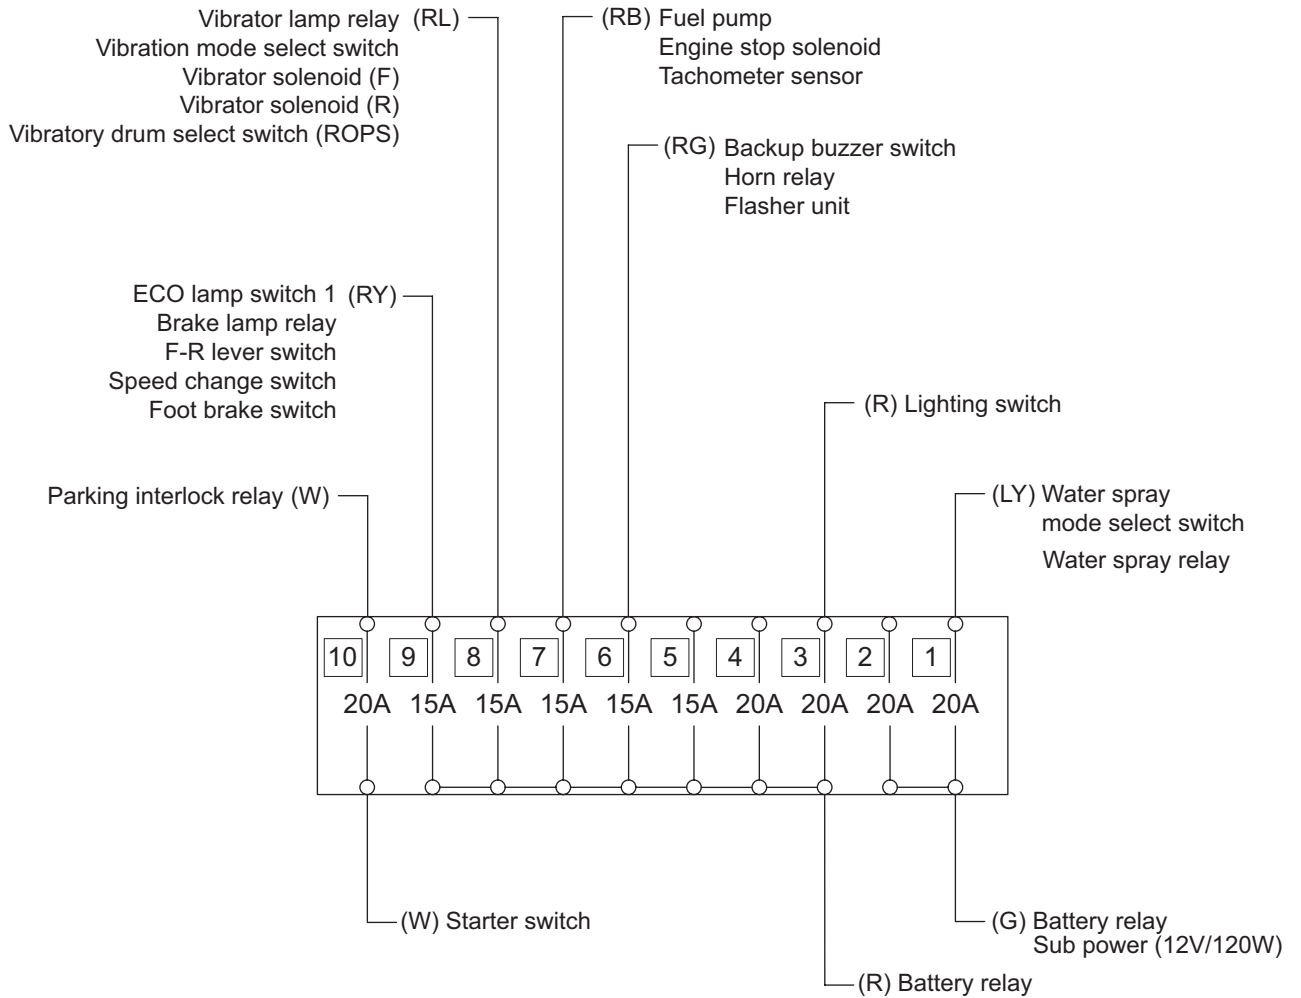 Vibrator lamp relay (RL)
Vibration mode select switch
Vibrator solenoid (F)
Vibrator solenoid (R)
Vibratory drum select switch (ROPS)
(RB) Fuel pump
Engine stop solenoid
Tachometer sensor
(RG) Backup buzzer switch
Horn relay
Flasher unit
ECO lamp switch 1 (RY)
Brake lamp relay
F-R lever switch
Speed change switch
Foot brake switch
(R) Lighting switch
Parking interlock relay (W)
(LY) Water spray
mode select switch
Water spray relay
10 9 8 7 6 5 4 3 2 1
20A 15A 15A 15A 15A 15A 20A 20A 20A 20A
(W) Starter switch
(G) Battery relay
Sub power (12V/120W)
(R) Battery relay